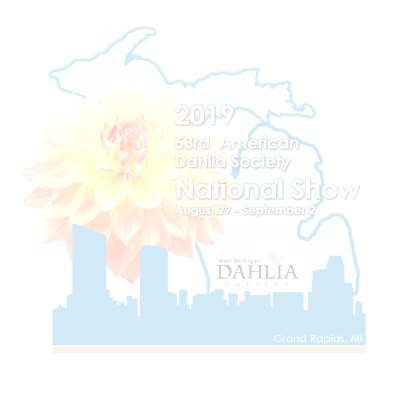 2019
53rd American
Dahlia Society
National Show
August 29 - September 2
West Michigan
DAHLIA
SOCIETY
Grand Rapids, MI